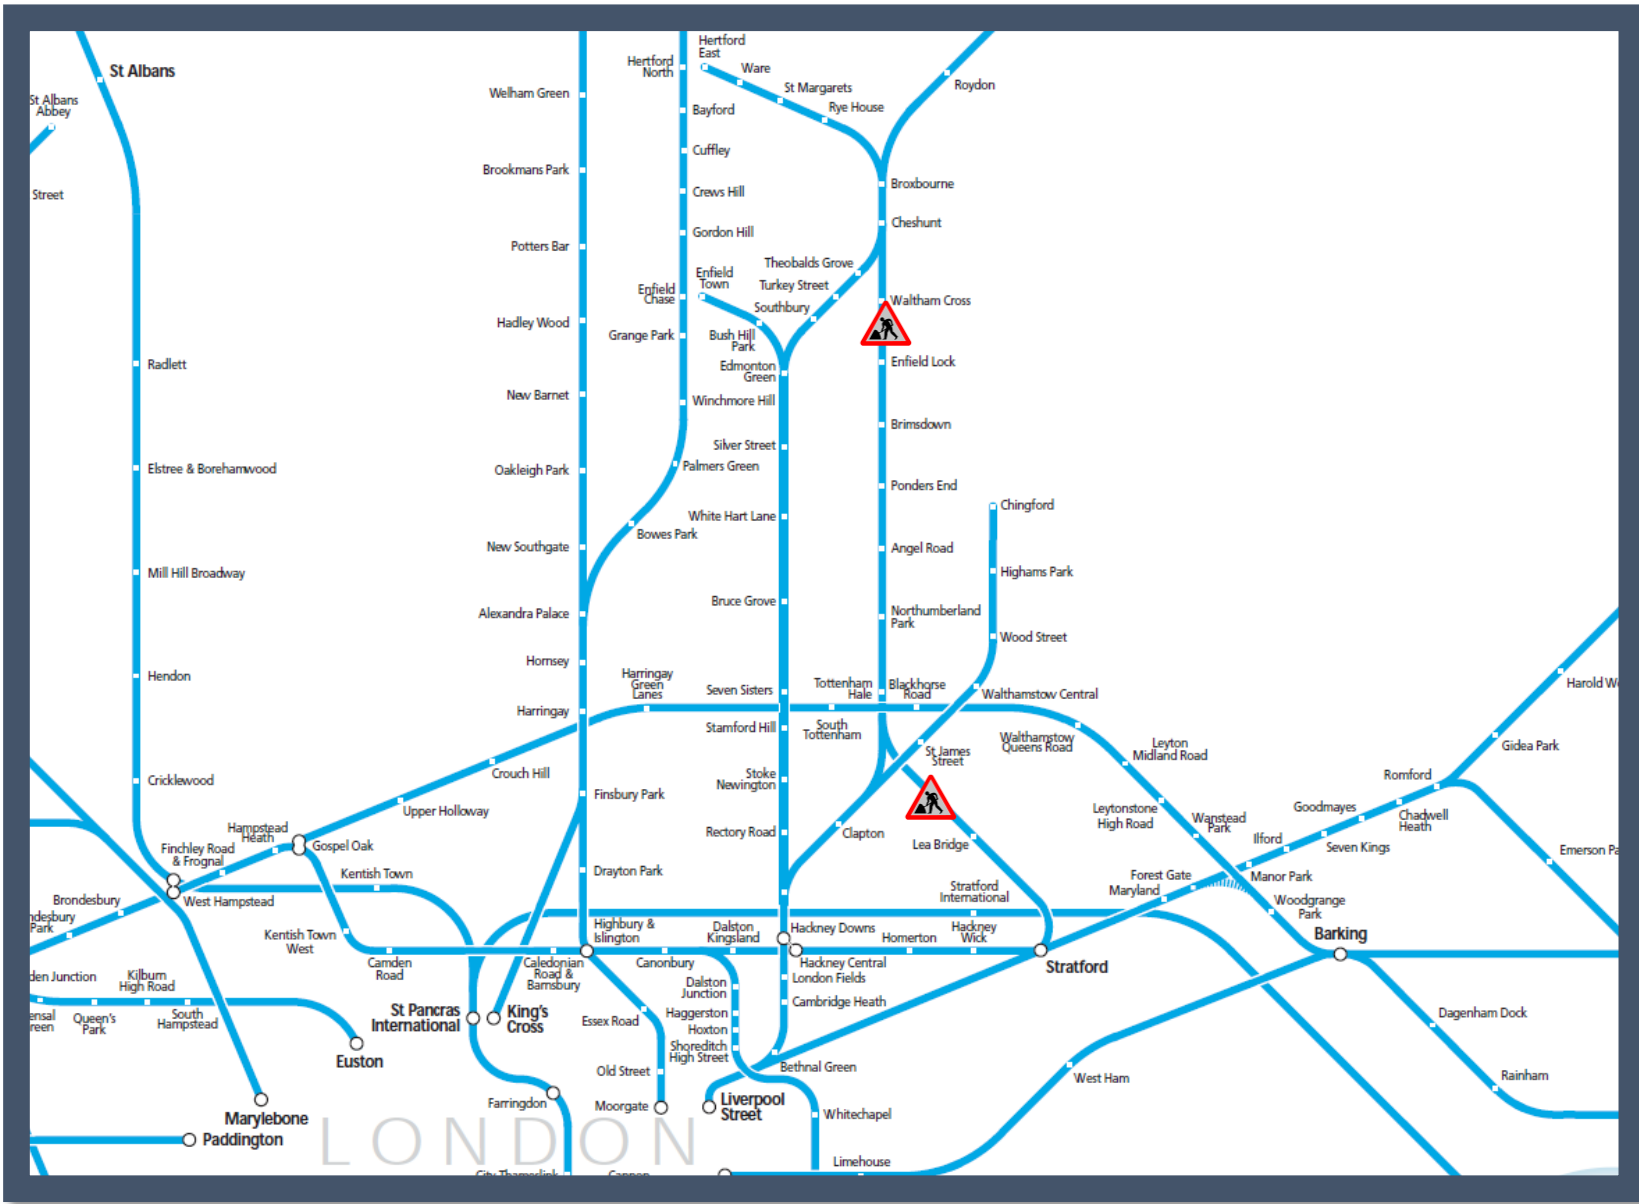 St Albans
St Albans
Abbey
Street
Radlett
Elstree & Borehamwood
Mill Hill Broadway
Hendon
Cricklewood
Welham Green
Brookmans Park
Potters Bar
Hadley Wood
New Barnet
Oakleigh Park
New Southgate
Alexandra Palace
Hornsey
Harringay
Finsbury Park
Drayton Park
Highbury &
Islington
Hertford
North
Bayford
Cuffley
Crews Hill
Gordon Hill
Enfield
Chase
Grange Park
Winchmore Hill
Palmers Green
Bowes Park
Hertford
East
Ware
St Margarets
Rye House
Roydon
Broxbourne
Cheshunt
Theobalds Grove
Turkey Street
Southbury
Enfield
Town
Bush Hill
Park
Edmonton
Green
Silver Street
White Hart Lane
Bruce Grove
Seven Sisters
Stamford Hill
Stoke
Newington
Rectory Road
Waltham Cross
Enfield Lock
Brimsdown
Ponders End
Angel Road
Northumberland
Park
Tottenham
Hale
Blackhorse
Road
Chingford
Highams Park
Wood Street
Walthamstow Central
St James
Street
Clapton
Lea Bridge
Harringay
Green
Lanes
South
Tottenham
Walthamstow
Queens Road
Leyton
Midland Road
Leytonstone
High Road
Wanstead
Park
Woodgrange
Park
Barking
Crouch Hill
Upper Holloway
Gospel Oak
Hampstead
Heath
Finchley Road
& Frognal
West Hampstead
Brondesbury
ndesbury
Park
Kentish Town
Kentish Town
West
Camden
Road
Caledonian
Road &
Barnsbury
Canonbury
Dalston
Kingsland
Hackney Downs
Hackney Central
Homerton
Hackney
Wick
Stratford
International
Stratford
Maryland
Forest Gate
Manor Park
Ilford
Seven Kings
Goodmayes
Chadwell
Heath
Romford
Gidea Park
Harold W
Emerson Pa
den Junction
Kilburn
High Road
ensal
reen
Queen's
Park
South
Hampstead
Euston
Marylebone
Paddington
St Pancras
International
King's
Cross
Farringdon
City Thameslink
Essex Road
Old Street
Moorgate
Dalston
Junction
Haggerston
Hoxton
Shoreditch
High Street
London Fields
Cambridge Heath
Bethnal Green
Liverpool
Street
Whitechapel
Limehouse
Cannon
West Ham
Dagenham Dock
Rainham
LONDON